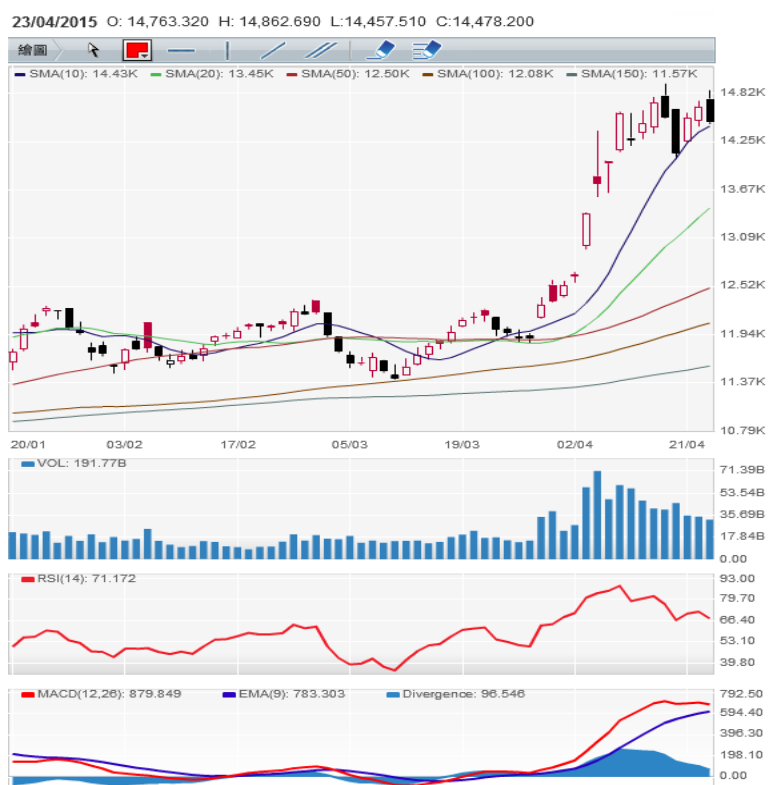 23/04/2015 O: 14,763.320 H: 14,862.690 L:14,457.510 C:14,478.200
繪圖
SMA(10): 14.43K SMA(20): 13.45K SMA(50): 12.50K SMA(100): 12.08K SMA(150): 11.57K
14.82K
14.25K
13.67K
13.09K
12.52K
11.94K
11.37K
10.79K
20/01 03/02 17/02 05/03 19/03 02/04 21/04
VOL: 191.77B
71.39B
53.54B
35.69B
17.84B
0.00
RSI(14): 71.172
93.00
79.70
66.40
53.10
39.80
MACD(12,26): 879.849 EMA(9): 783.303 Divergence: 96.546
792.50
594.40
396.30
198.10
0.00